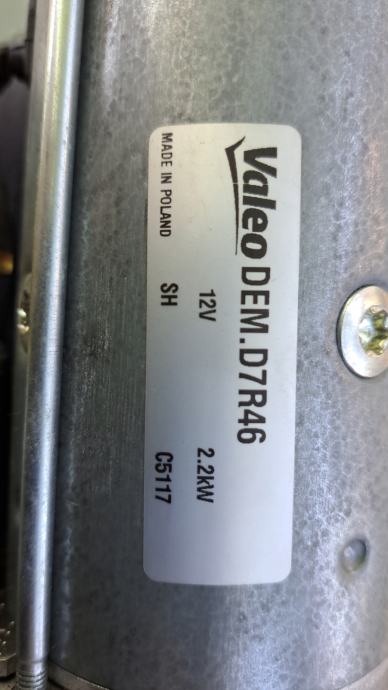 Valeo DEM.D7R46
12V 2.2kW
MADE IN POLAND SH C5117